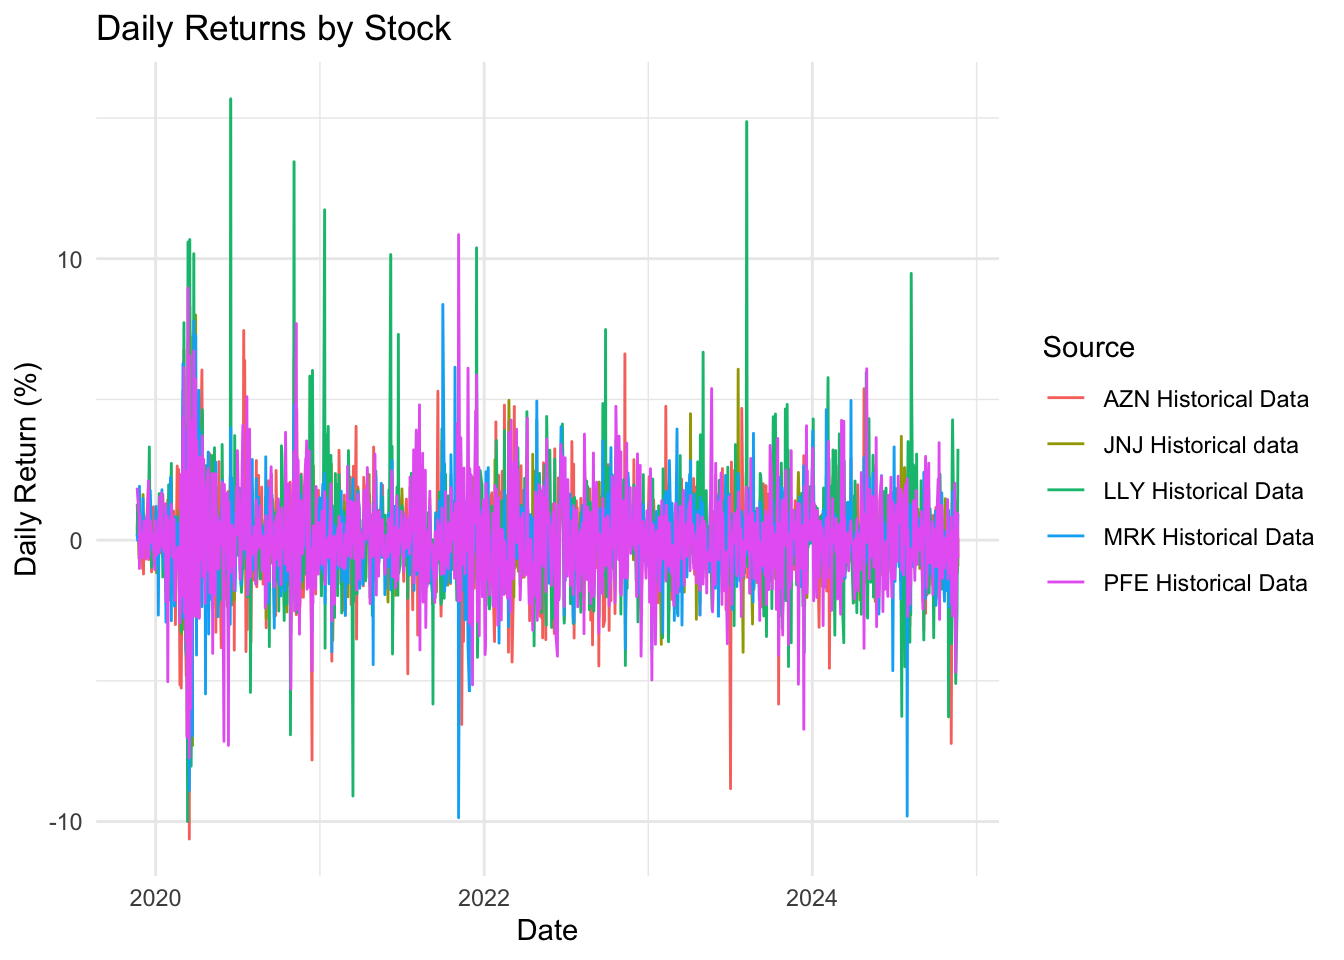 Daily Returns by Stock
Daily Return (%)
10
0
-10
2020
2022
2024
Date
Source
AZN Historical Data
JNJ Historical data
LLY Historical Data
MRK Historical Data
PFE Historical Data